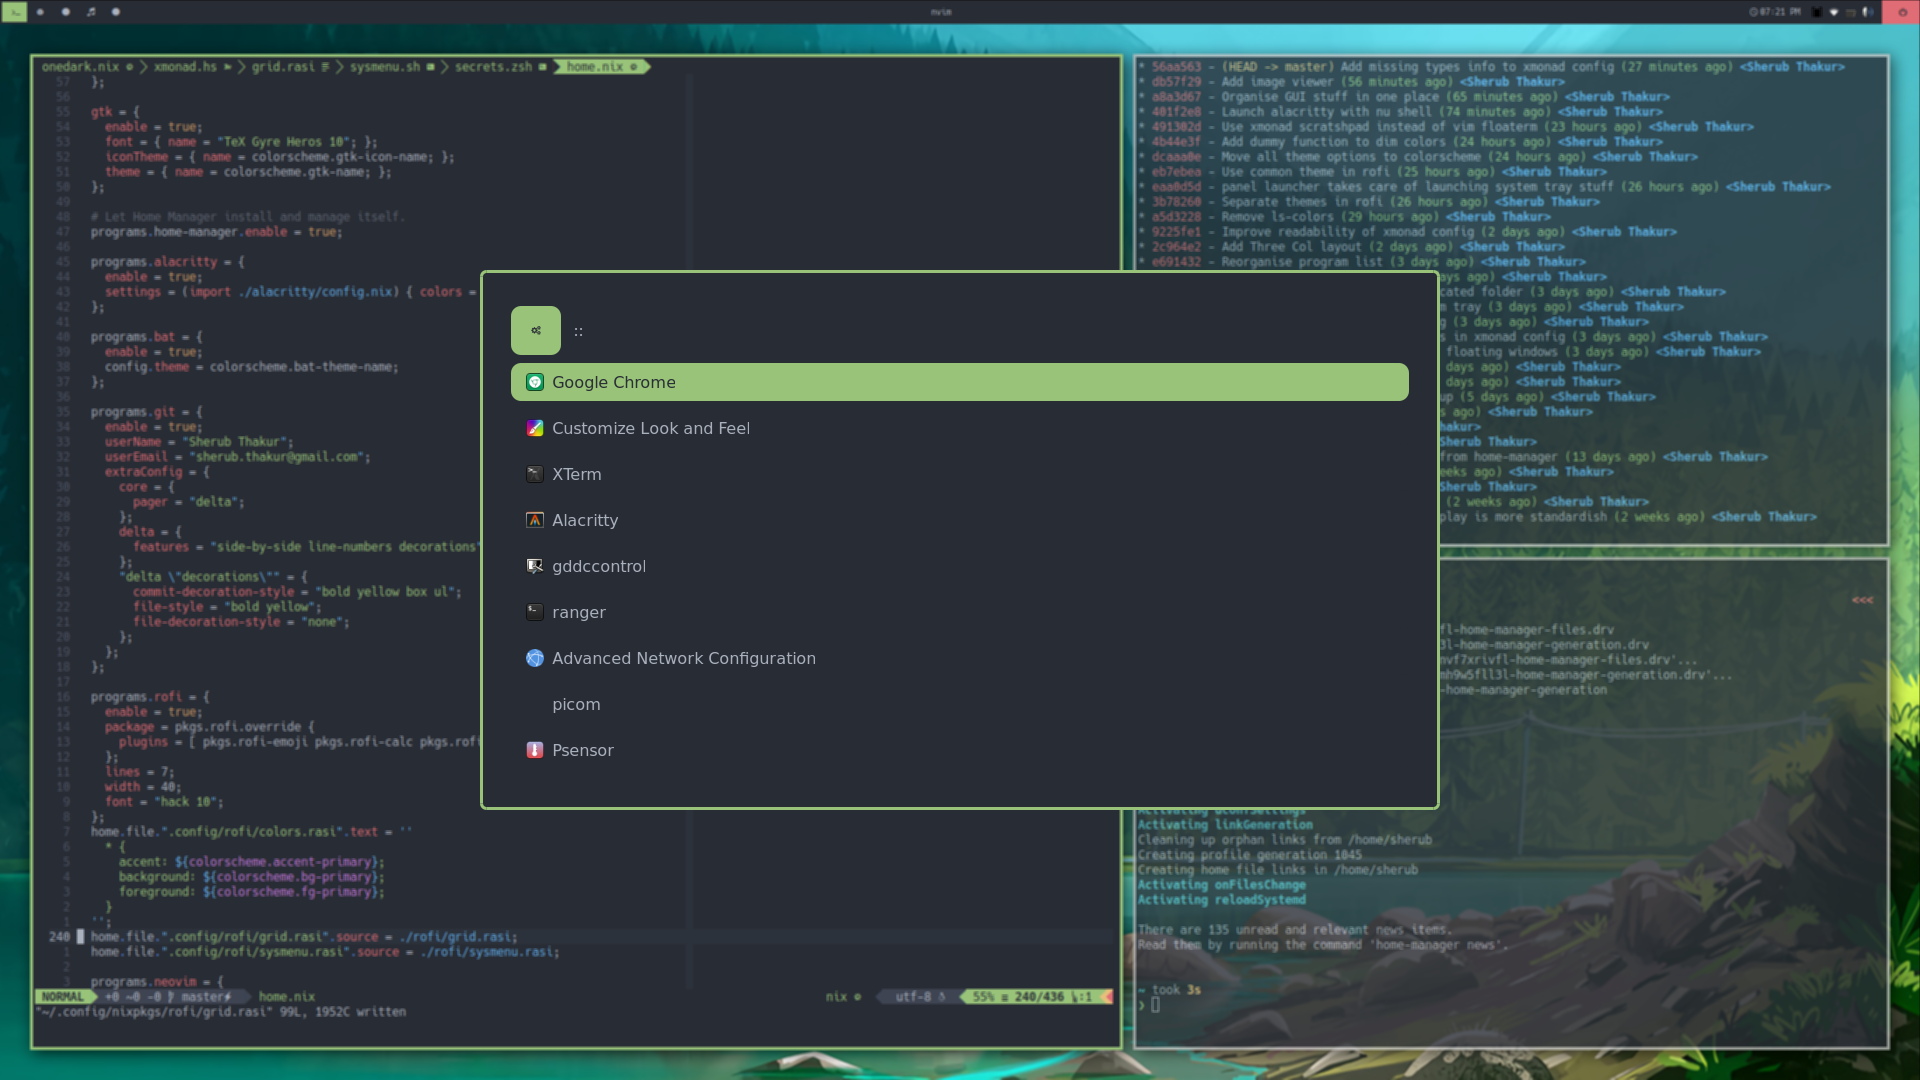 nvim
07:21 PM
onedark.nix xmonad.hs grid.rasi sysmenu.sh secrets.zsh home.nix
57 };
56
55 gtk = {
54 enable = true;
53 font = { name = "TeX Gyre Heros 10"; };
52 iconTheme = { name = colorscheme.gtk-icon-name; };
51 theme = { name = colorscheme.gtk-name; };
50 };
49
48 # Let Home Manager install and manage itself.
47 programs.home-manager.enable = true;
46
45 programs.alacritty = {
44 enable = true;
43 settings = (import ./alacritty/config.nix) { colors =
42 };
41
40 programs.bat = {
39 enable = true;
38 config.theme = colorscheme.bat-theme-name;
37 };
36
35 programs.git = {
34 enable = true;
33 userName = "Sherub Thakur";
32 userEmail = "sherub.thakur@gmail.com";
31 extraConfig = {
30 core = {
29 pager = "delta";
28 };
27 delta = {
26 features = "side-by-side line-numbers decorations"
25 };
24 "delta \"decorations\"" = {
23 commit-decoration-style = "bold yellow box ul";
22 file-style = "bold yellow";
21 file-decoration-style = "none";
20 };
19 };
18 };
17
16 programs.rofi = {
15 enable = true;
14 package = pkgs.rofi.override {
13 plugins = [ pkgs.rofi-emoji pkgs.rofi-calc pkgs.rofi
12 };
11 lines = 7;
10 width = 40;
9 font = "hack 10";
8 };
7 home.file.".config/rofi/colors.rasi".text = ''
6 * {
5 accent: ${colorscheme.accent-primary};
4 background: ${colorscheme.bg-primary};
3 foreground: ${colorscheme.fg-primary};
2 }
1 '';
240 home.file.".config/rofi/grid.rasi".source = ./rofi/grid.rasi;
1 home.file.".config/rofi/sysmenu.rasi".source = ./rofi/sysmenu.rasi;
2
3 programs.neovim = {
NORMAL +0 ~0 -0 master home.nix nix utf-8 55% ≡ 240/436 :1
"~/.config/nixpkgs/rofi/grid.rasi" 99L, 1952C written
* 56aa563 - (HEAD -> master) Add missing types info to xmonad config (27 minutes ago) <Sherub Thakur>
* db57f29 - Add image viewer (56 minutes ago) <Sherub Thakur>
* a8a3d67 - Organise GUI stuff in one place (65 minutes ago) <Sherub Thakur>
* 401f2e8 - Launch alacritty with nu shell (74 minutes ago) <Sherub Thakur>
* 491302d - Use xmonad scratshpad instead of vim floaterm (23 hours ago) <Sherub Thakur>
* 4b44e3f - Add dummy function to dim colors (24 hours ago) <Sherub Thakur>
* dcaaa0e - Move all theme options to colorscheme (24 hours ago) <Sherub Thakur>
* eb7ebea - Use common theme in rofi (25 hours ago) <Sherub Thakur>
* eaa0d5d - panel launcher takes care of launching system tray stuff (26 hours ago) <Sherub Thakur>
* 3b78260 - Separate themes in rofi (26 hours ago) <Sherub Thakur>
* a5d3228 - Remove ls-colors (29 hours ago) <Sherub Thakur>
* 9225fe1 - Improve readability of xmonad config (2 days ago) <Sherub Thakur>
* 2c964e2 - Add Three Col layout (2 days ago) <Sherub Thakur>
* e691432 - Reorganise program list (3 days ago) <Sherub Thakur>
ays ago) <Sherub Thakur>
cated folder (3 days ago) <Sherub Thakur>
m tray (3 days ago) <Sherub Thakur>
g (3 days ago) <Sherub Thakur>
s in xmonad config (3 days ago) <Sherub Thakur>
floating windows (3 days ago) <Sherub Thakur>
days ago) <Sherub Thakur>
days ago) <Sherub Thakur>
up (5 days ago) <Sherub Thakur>
s ago) <Sherub Thakur>
hakur>
Sherub Thakur>
from home-manager (13 days ago) <Sherub Thakur>
eeks ago) <Sherub Thakur>
Sherub Thakur>
(2 weeks ago) <Sherub Thakur>
play is more standardish (2 weeks ago) <Sherub Thakur>
::
Google Chrome
Customize Look and Feel
XTerm
Alacritty
gddccontrol
ranger
Advanced Network Configuration
picom
Psensor
<<<
fl-home-manager-files.drv
3l-home-manager-generation.drv
nvf7xrivfl-home-manager-files.drv'...
mh9w5fll3l-home-manager-generation.drv'...
-home-manager-generation
Activating dconfSettings
Activating linkGeneration
Cleaning up orphan links from /home/sherub
Creating profile generation 1045
Creating home file links in /home/sherub
Activating onFilesChange
Activating reloadSystemd
There are 135 unread and relevant news items.
Read them by running the command 'home-manager news'.
~ took 3s
❯